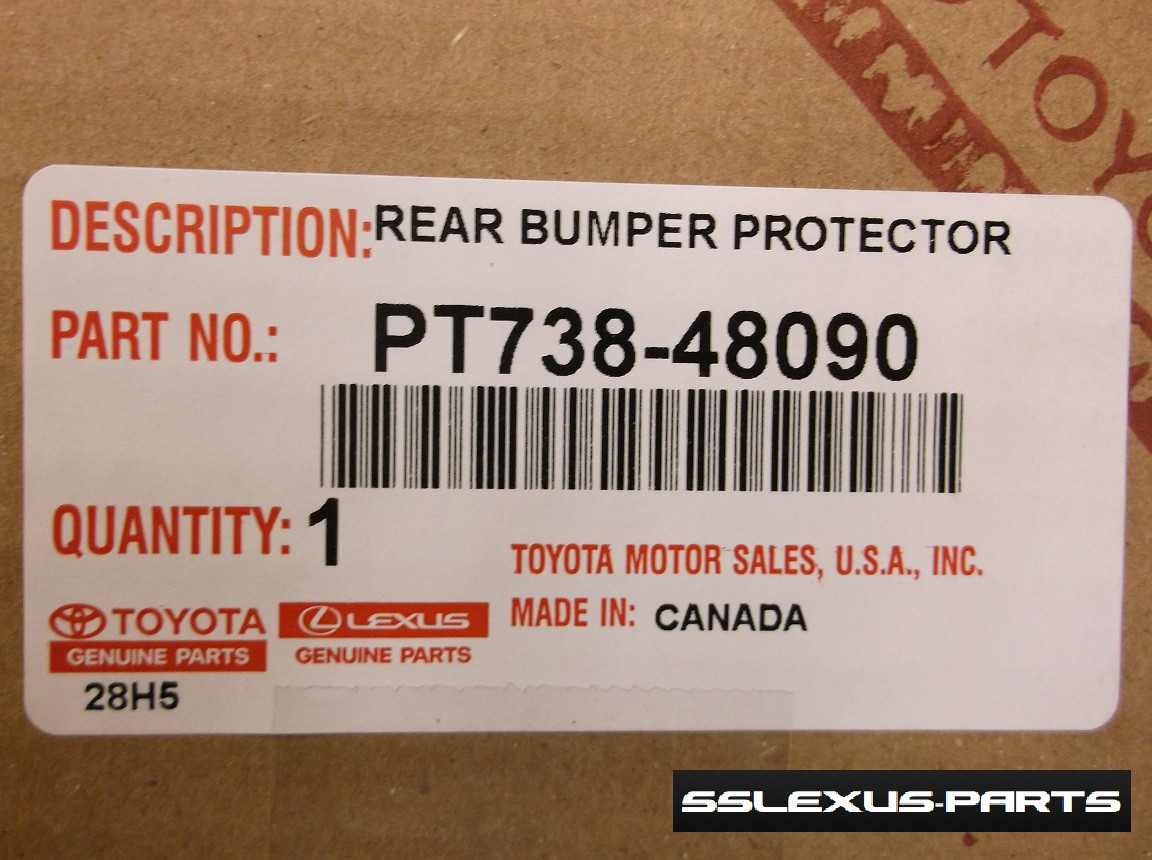 TOYO
DESCRIPTION: REAR BUMPER PROTECTOR
PART NO.: PT738-48090
QUANTITY: 1
TOYOTA MOTOR SALES, U.S.A., INC.
MADE IN: CANADA
TOYOTA LEXUS
GENUINE PARTS GENUINE PARTS
28H5
SSLEXUS-PARTS